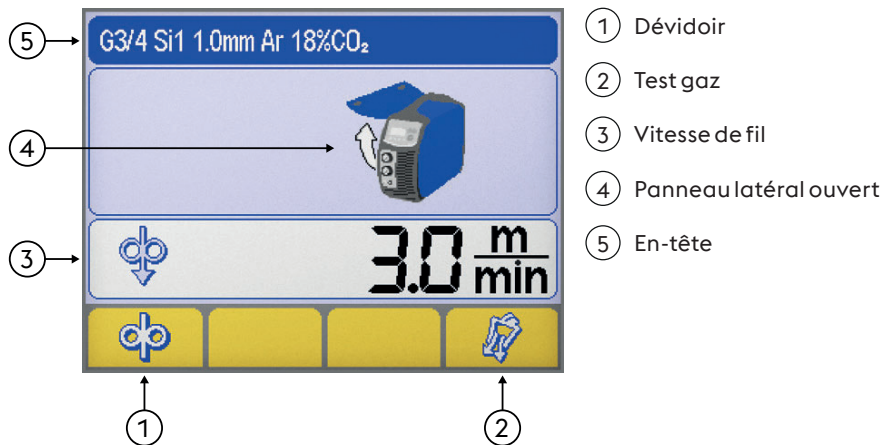 5
G3/4 Si1 1.0mm Ar 18%CO₂
4
3
3.0 m/min
1
2
1 Dévidoir
2 Test gaz
3 Vitesse de fil
4 Panneau latéral ouvert
5 En-tête